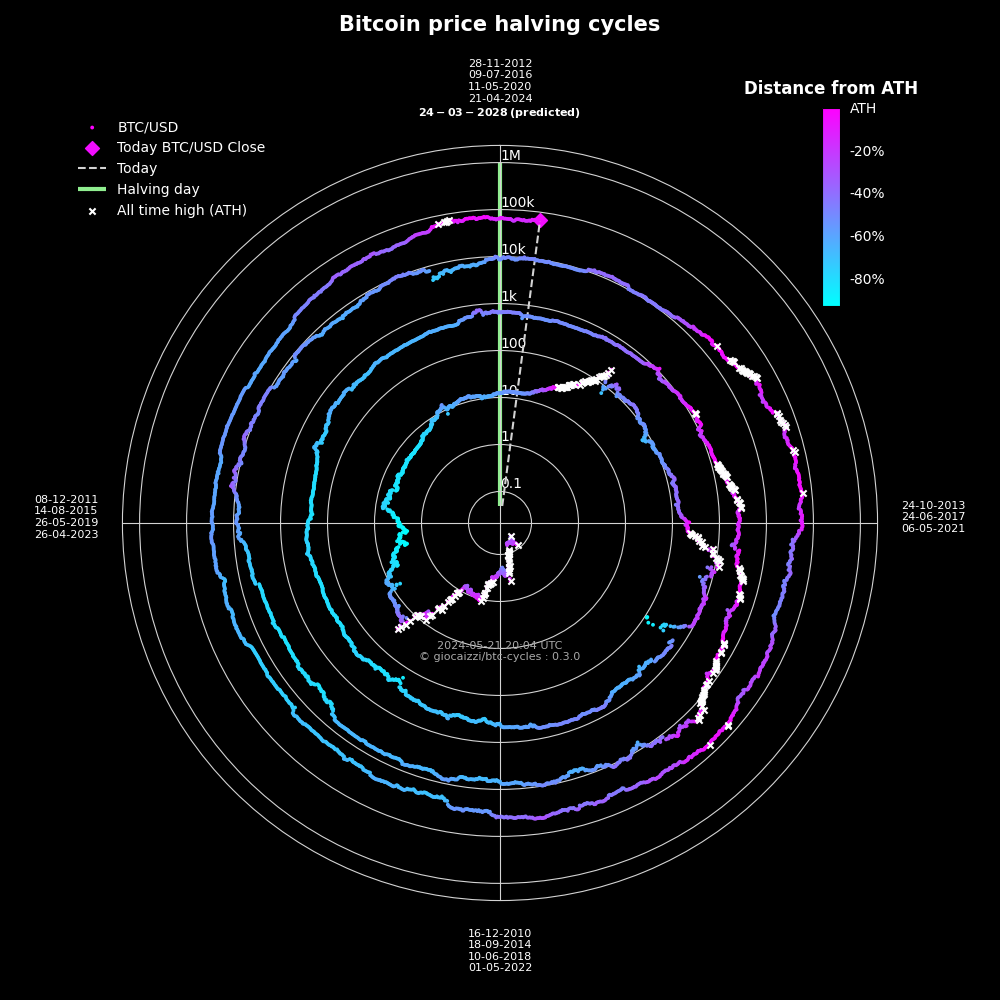 Bitcoin price halving cycles
28-11-2012
09-07-2016
11-05-2020
21-04-2024
24−03−2028 (predicted)
BTC/USD
Today BTC/USD Close
Today
Halving day
All time high (ATH)
Distance from ATH
ATH
-20%
-40%
-60%
-80%
1M
100k
10k
1k
100
10
1
0.1
08-12-2011
14-08-2015
26-05-2019
26-04-2023
24-10-2013
24-06-2017
06-05-2021
2024-05-21 20:04 UTC
© giocaizzi/btc-cycles : 0.3.0
16-12-2010
18-09-2014
10-06-2018
01-05-2022